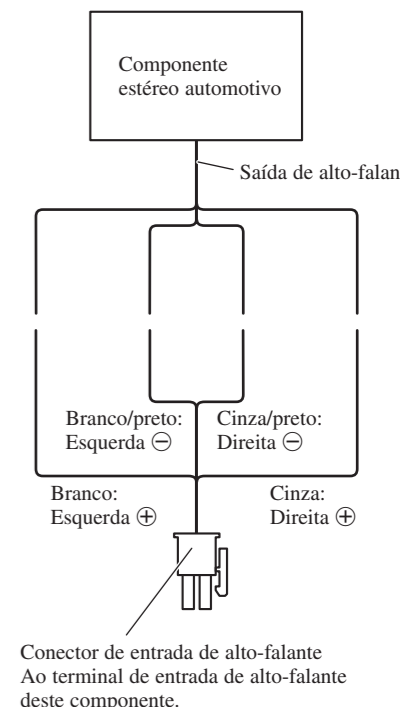 Componente
estéreo automotivo
Saída de alto-falan
Branco/preto:
Esquerda ⊖
Cinza/preto:
Direita ⊖
Branco:
Esquerda ⊕
Cinza:
Direita ⊕
Conector de entrada de alto-falante
Ao terminal de entrada de alto-falante
deste componente.